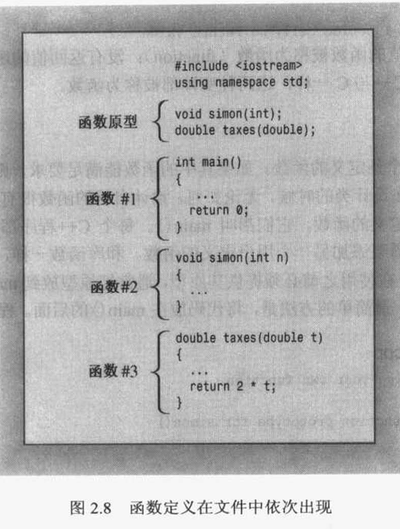 #include <iostream>
using namespace std;
函数原型
void simon(int);
double taxes(double);
函数 #1
int main()
{
...
return 0;
}
函数#2
void simon(int n)
{
...
}
函数 #3
double taxes(double t)
{
...
return 2 * t;
}
图 2.8 函数定义在文件中依次出现